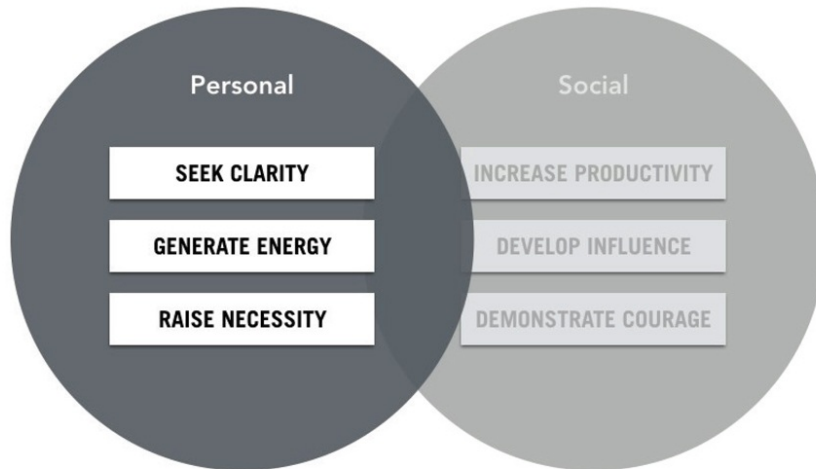 Personal
SEEK CLARITY
GENERATE ENERGY
RAISE NECESSITY
Social
INCREASE PRODUCTIVITY
DEVELOP INFLUENCE
DEMONSTRATE COURAGE